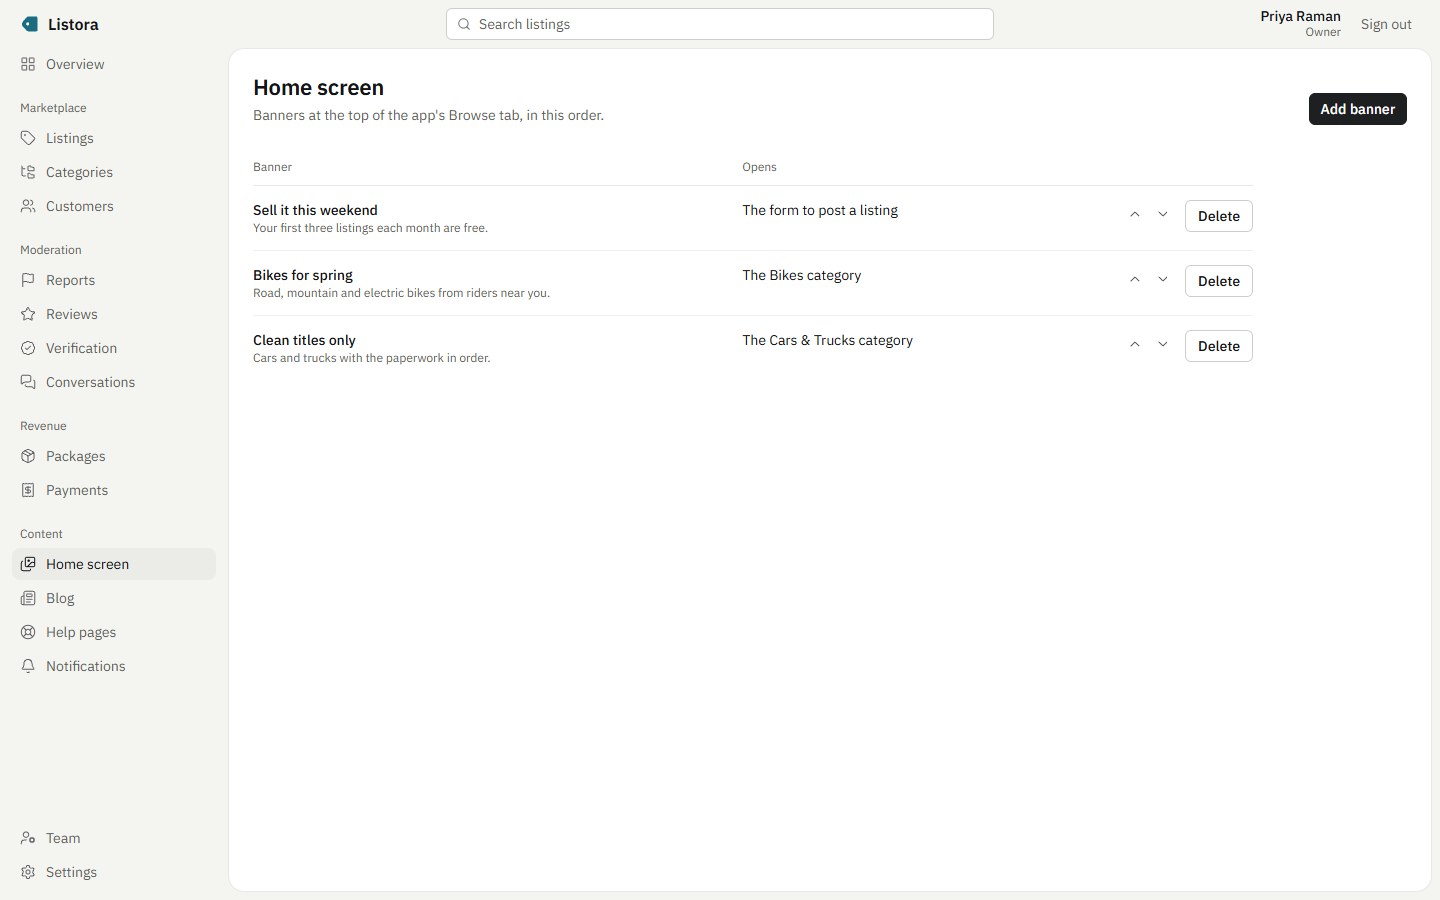 Listora
Search listings
Priya Raman
Owner
Sign out
Overview
Marketplace
Listings
Categories
Customers
Moderation
Reports
Reviews
Verification
Conversations
Revenue
Packages
Payments
Content
Home screen
Blog
Help pages
Notifications
Team
Settings
Home screen
Banners at the top of the app's Browse tab, in this order.
Add banner
Banner
Opens
Sell it this weekend
Your first three listings each month are free.
The form to post a listing
Delete
Bikes for spring
Road, mountain and electric bikes from riders near you.
The Bikes category
Delete
Clean titles only
Cars and trucks with the paperwork in order.
The Cars & Trucks category
Delete